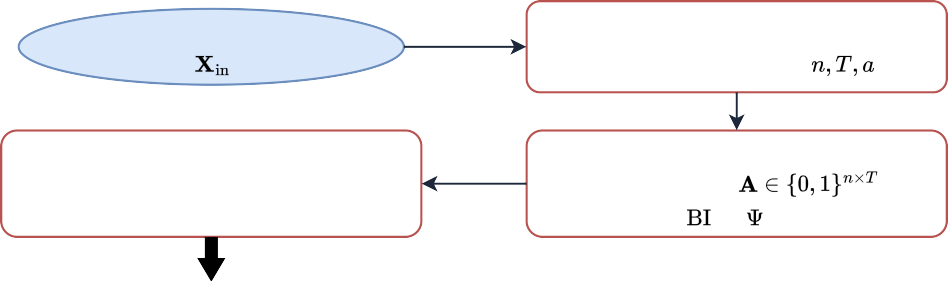 𝐗_in
n, T, a
𝐀 ∈ {0, 1}^{n×T}
BI Ψ